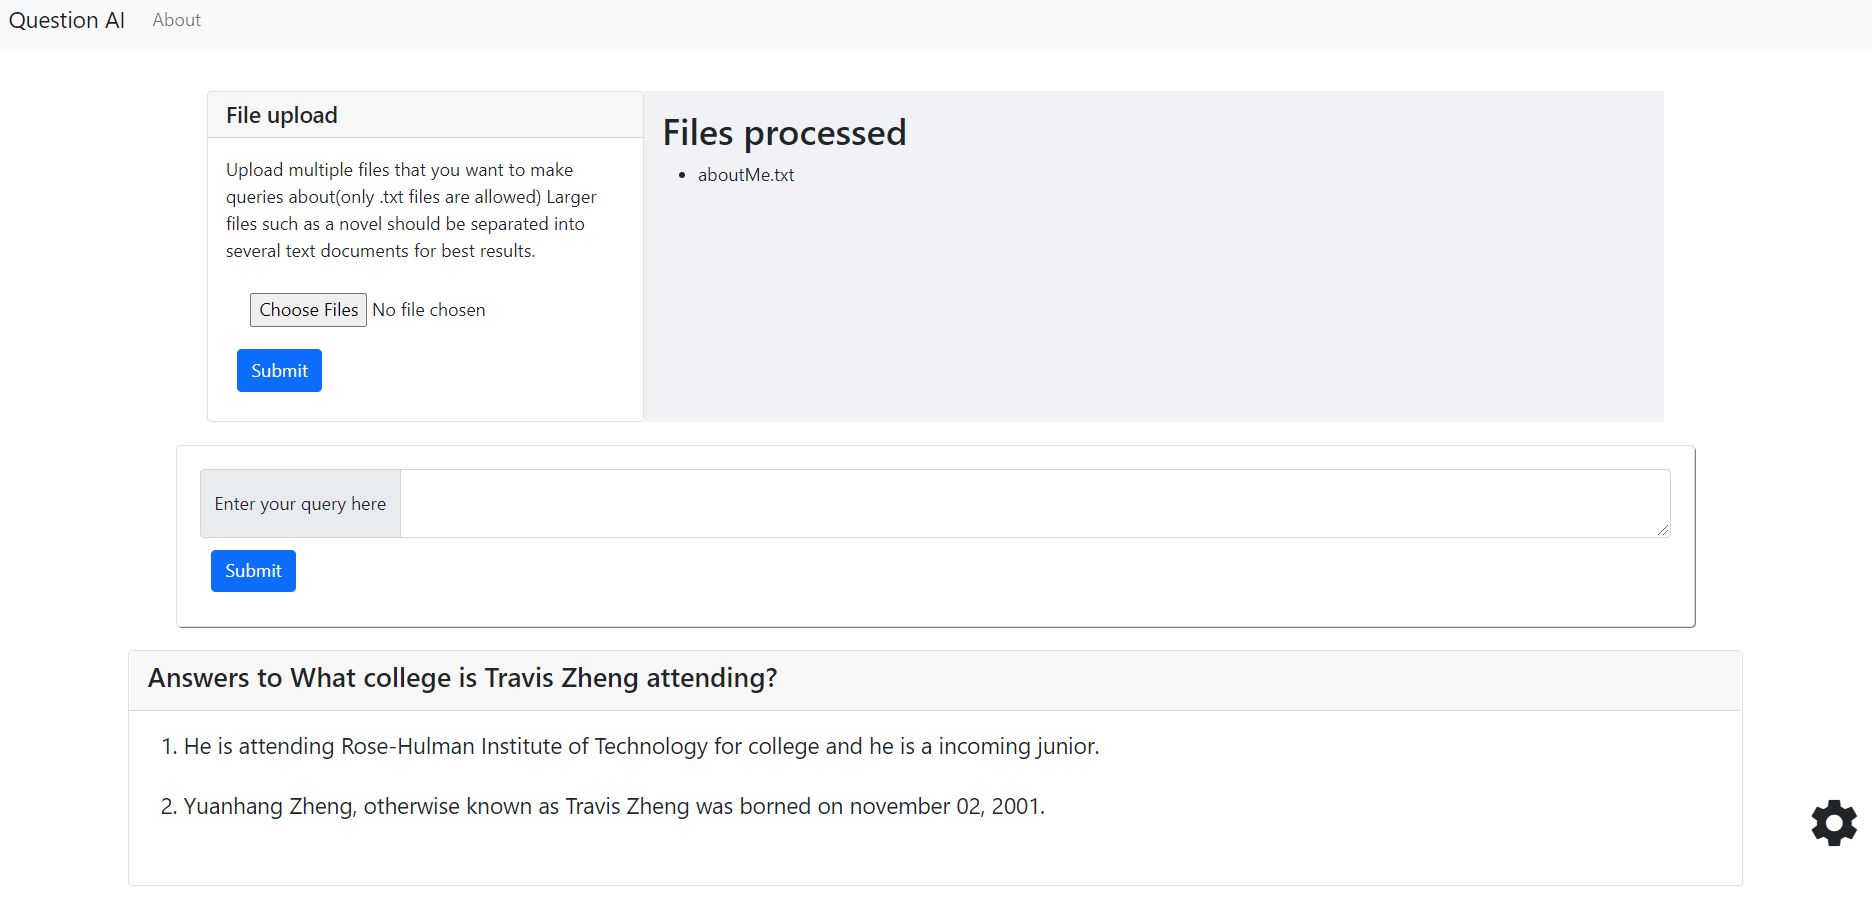 Question AI About
File upload
Upload multiple files that you want to make
queries about(only .txt files are allowed) Larger
files such as a novel should be separated into
several text documents for best results.
Choose Files No file chosen
Submit
Files processed
• aboutMe.txt
Enter your query here
Submit
Answers to What college is Travis Zheng attending?
1. He is attending Rose-Hulman Institute of Technology for college and he is a incoming junior.
2. Yuanhang Zheng, otherwise known as Travis Zheng was borned on november 02, 2001.